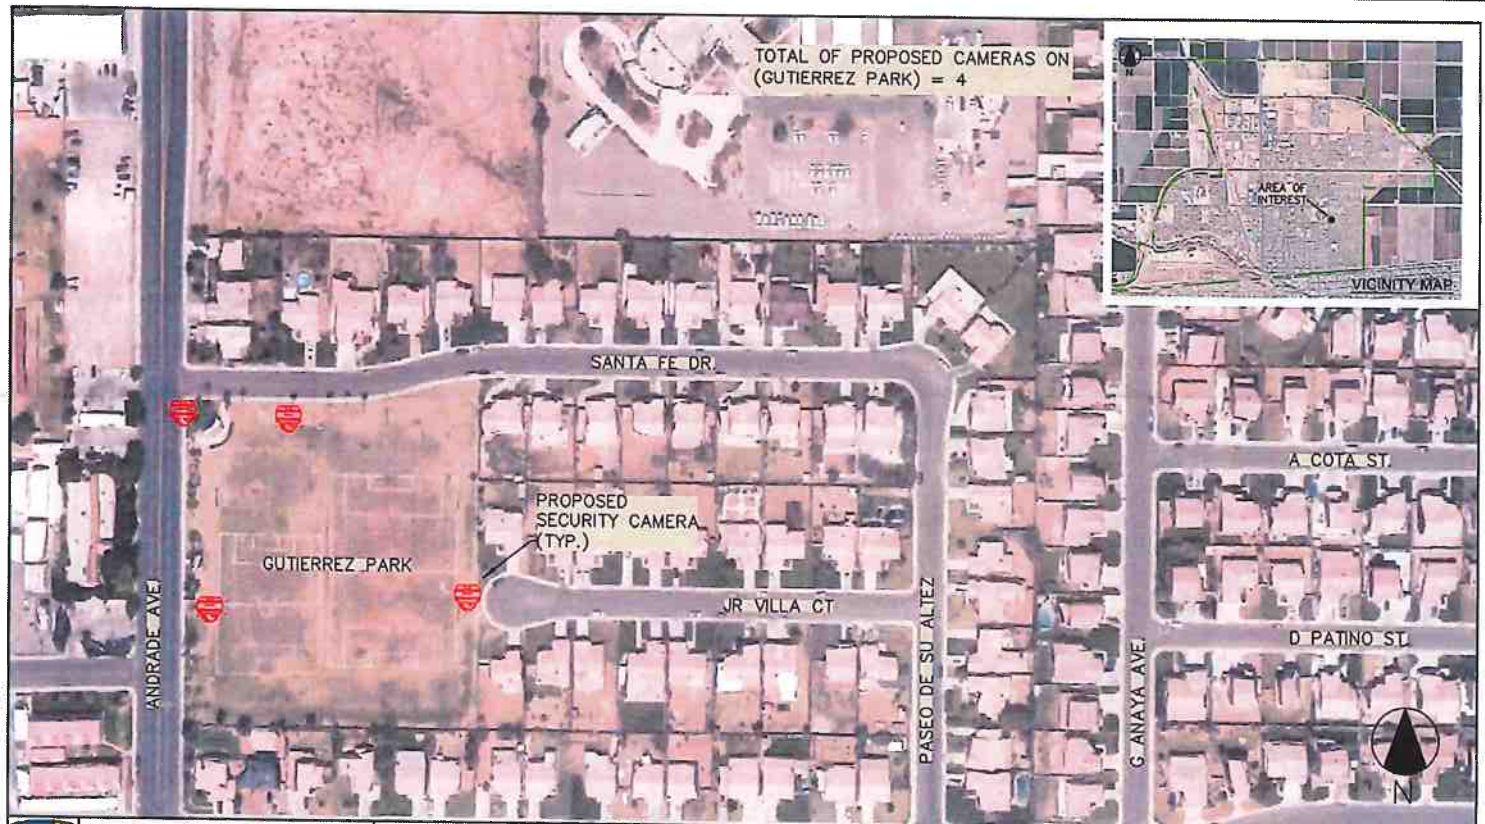 TOTAL OF PROPOSED CAMERAS ON
(GUTIERREZ PARK) = 4
N
AREA OF
INTEREST
VICINITY MAP
SANTA FE DR.
A COTA ST.
PROPOSED
SECURITY CAMERA
(TYP.)
GUTIERREZ PARK
ANDRADE AVE.
JR VILLA CT
PASEO DE SU ALTEZ
G. ANAYA AVE.
D PATINO ST.
N